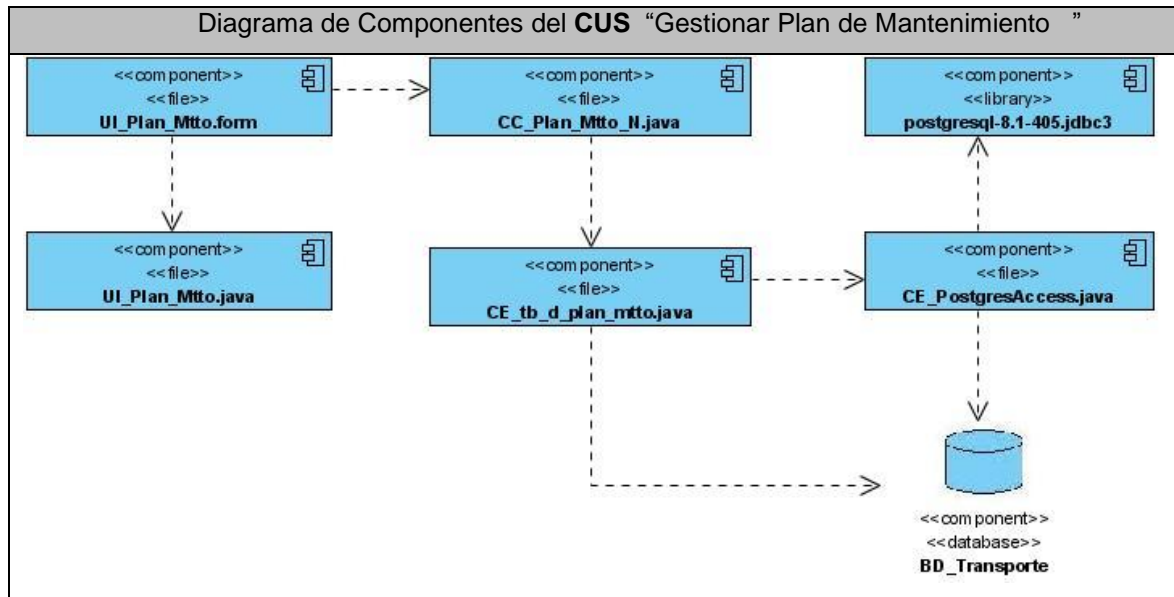 Diagrama de Componentes del CUS “Gestionar Plan de Mantenimiento ”
<<component>>
<<file>>
UI_Plan_Mtto.form
<<component>>
<<file>>
CC_Plan_Mtto_N.java
<<component>>
<<library>>
postgresql-8.1-405.jdbc3
<<component>>
<<file>>
UI_Plan_Mtto.java
<<component>>
<<file>>
CE_tb_d_plan_mtto.java
<<component>>
<<file>>
CE_PostgresAccess.java
<<component>>
<<database>>
BD_Transporte